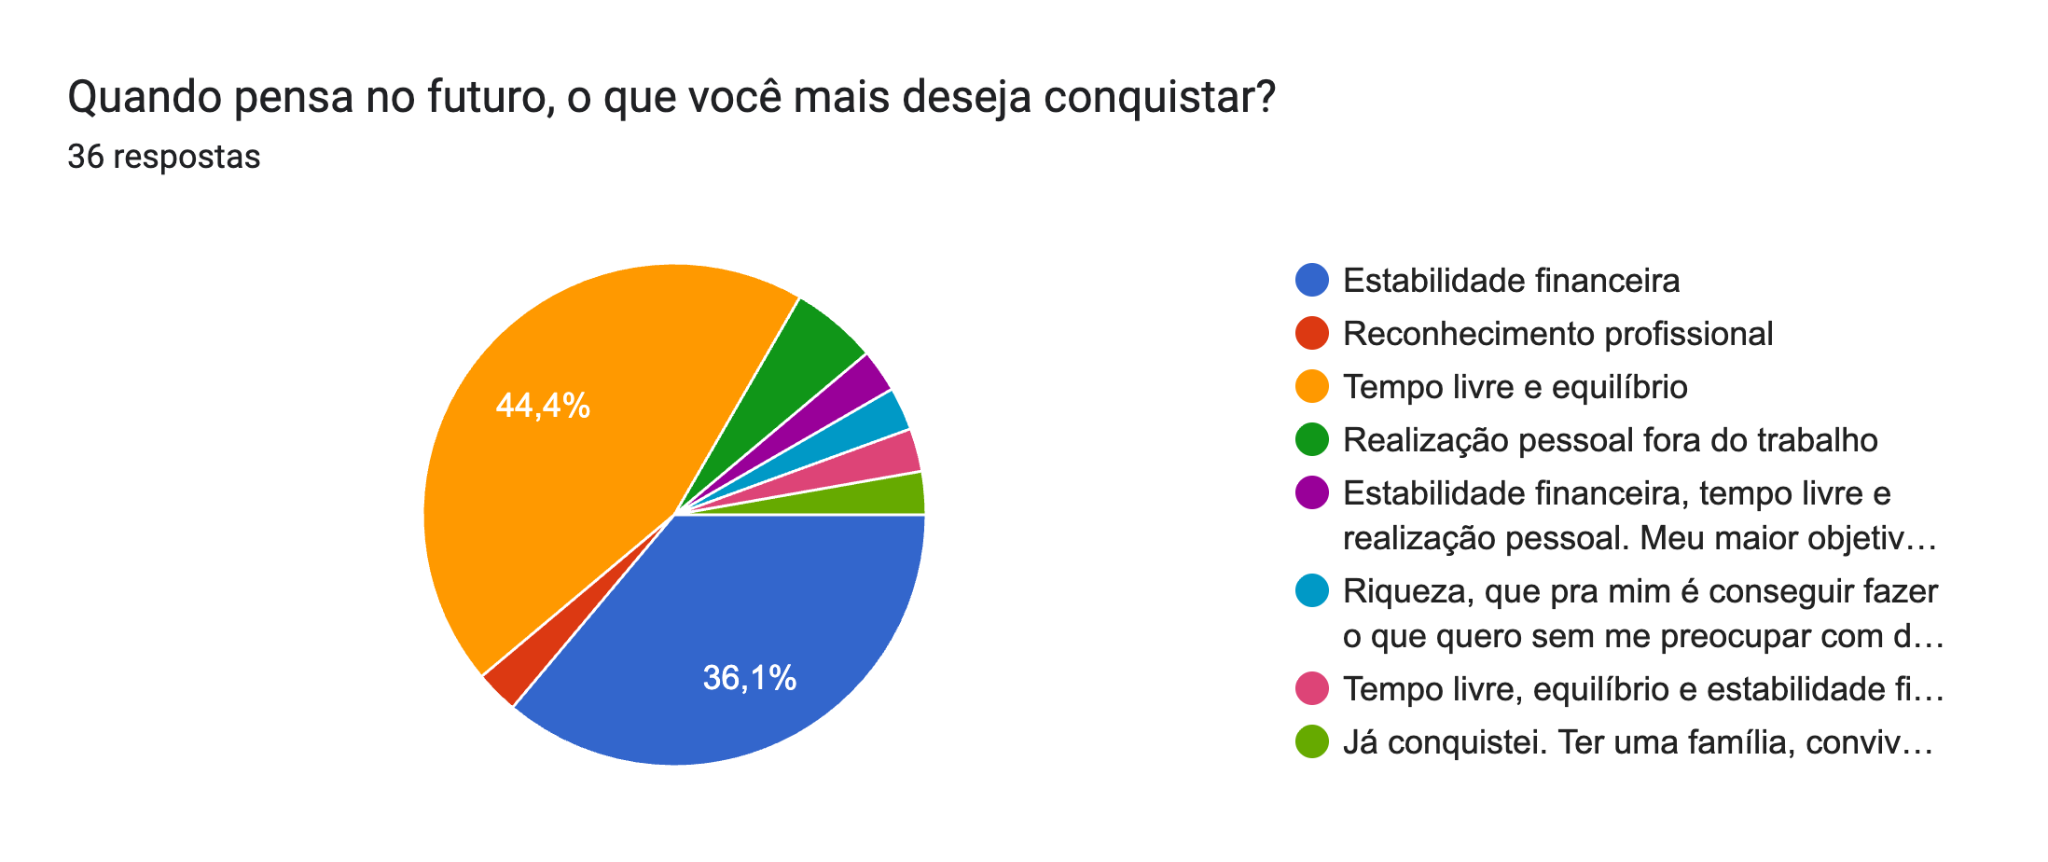 Quando pensa no futuro, o que você mais deseja conquistar?
36 respostas
44,4%
36,1%
Estabilidade financeira
Reconhecimento profissional
Tempo livre e equilíbrio
Realização pessoal fora do trabalho
Estabilidade financeira, tempo livre e
realização pessoal. Meu maior objetiv…
Riqueza, que pra mim é conseguir fazer
o que quero sem me preocupar com d…
Tempo livre, equilíbrio e estabilidade fi…
Já conquistei. Ter uma família, conviv…